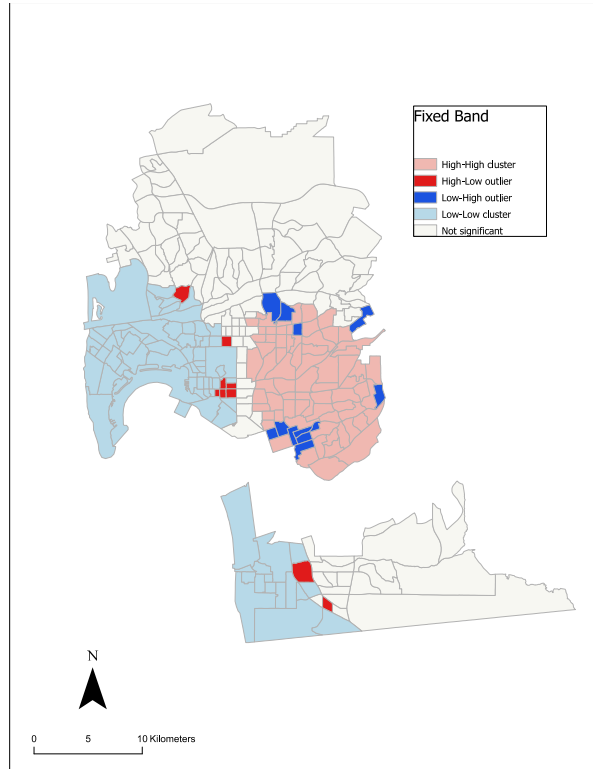 Fixed Band
High-High cluster
High-Low outlier
Low-High outlier
Low-Low cluster
Not significant
N
0 5 10 Kilometers